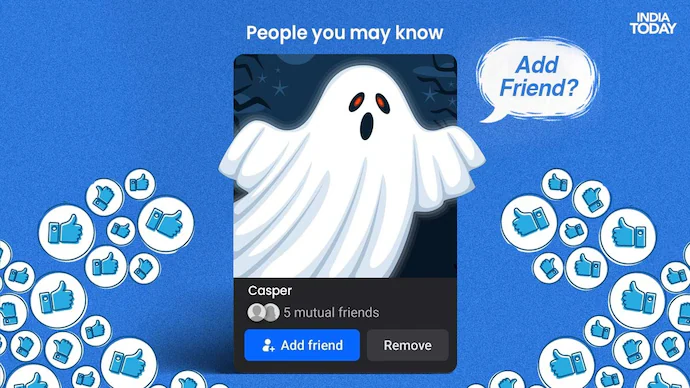 INDIA
TODAY
People you may know
Add
Friend?
Casper
5 mutual friends
Add friend
Remove